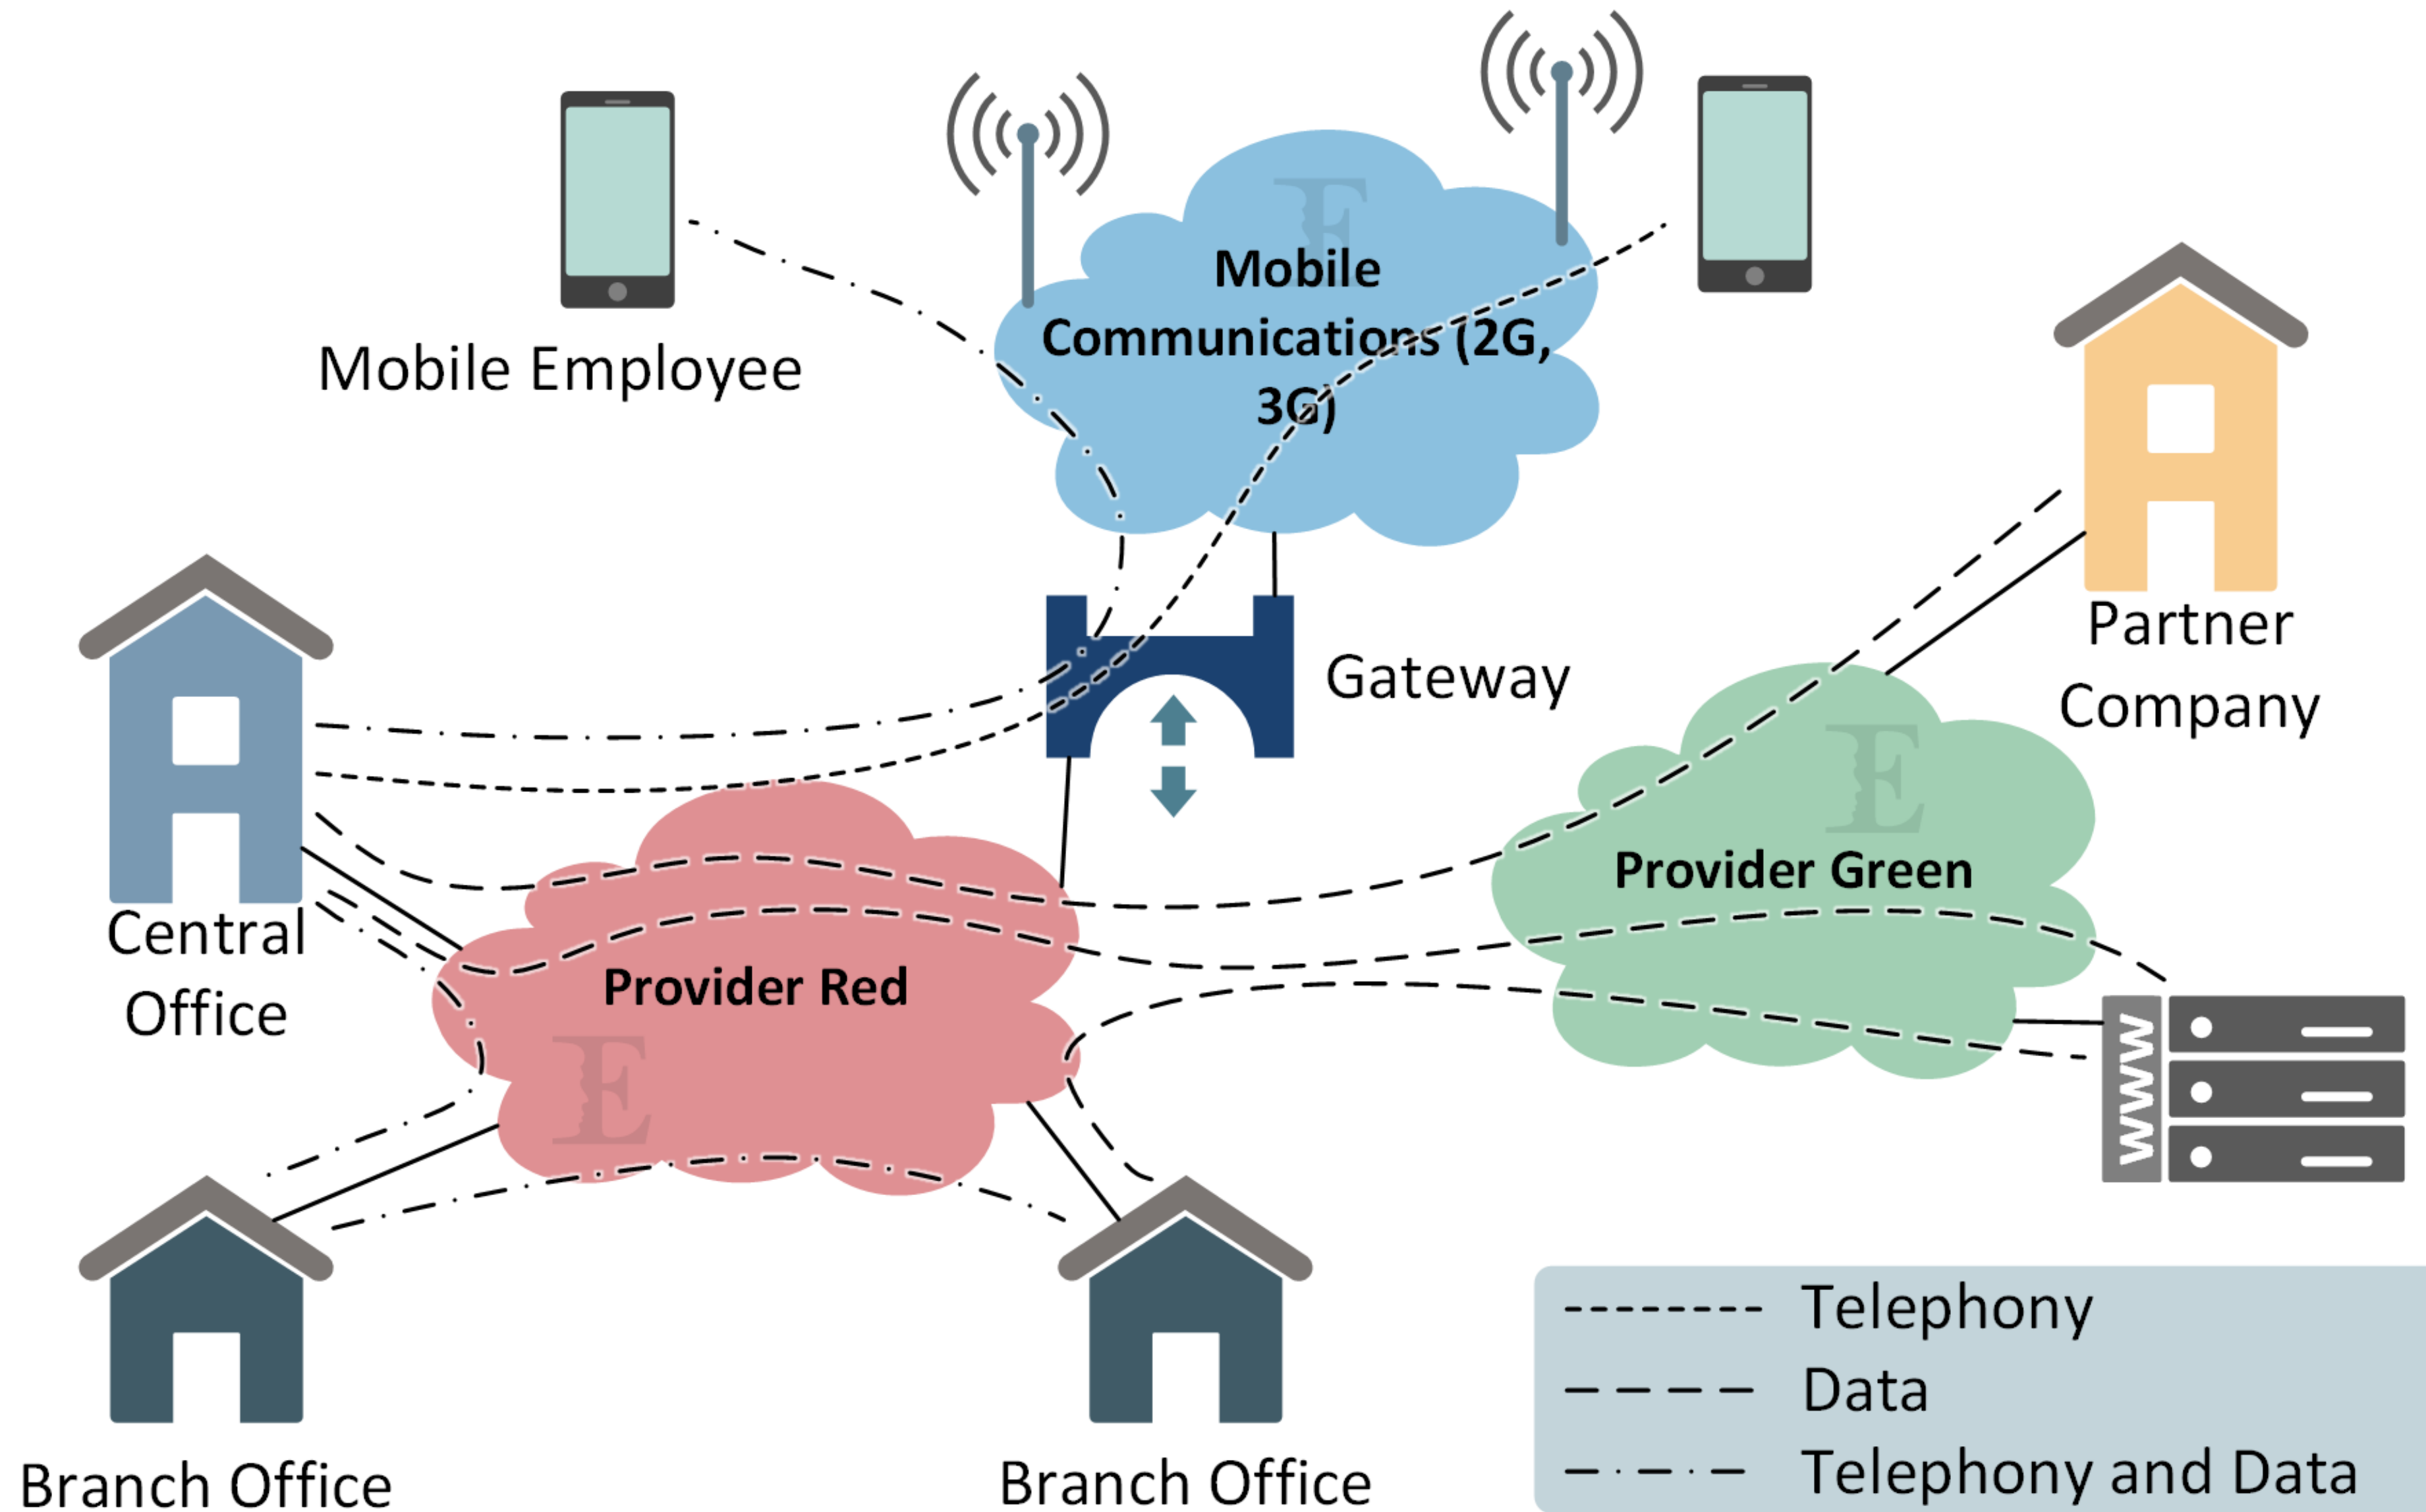 Mobile
Communications (2G,
3G)
Mobile Employee
Partner
Company
Gateway
Provider Green
Central
Office
Provider Red
WWW
Branch Office
Branch Office
Telephony
Data
Telephony and Data